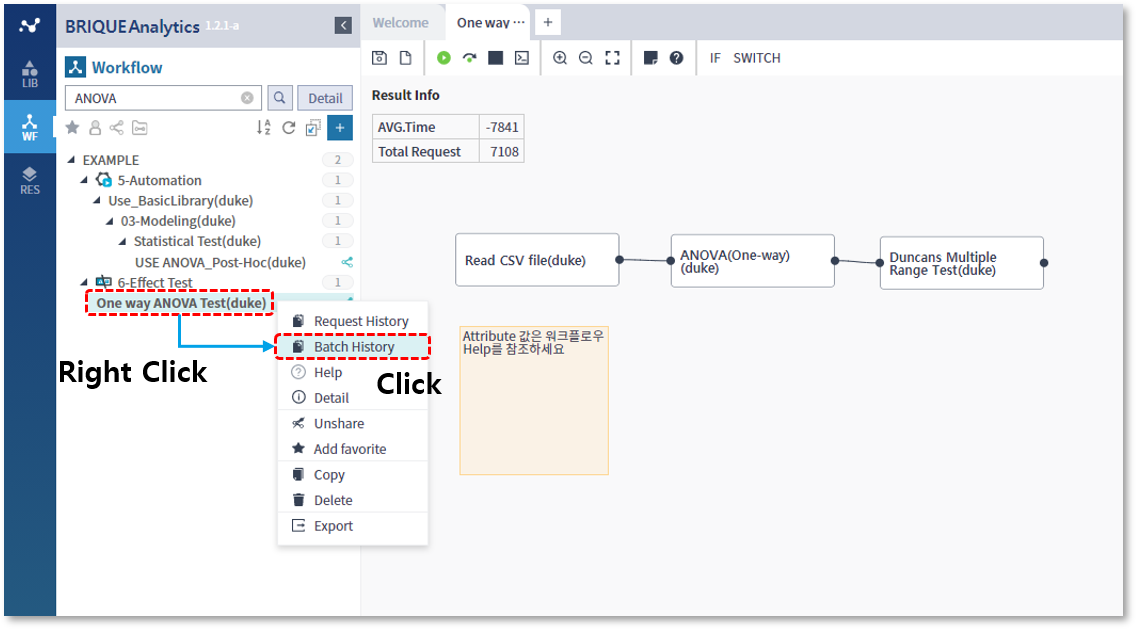 BRIQUEAnalytics 1.2.1-a
Welcome
One way ···
LIB
WF
RES
Workflow
ANOVA
Detail
IF SWITCH
EXAMPLE 2
5-Automation 1
Use_BasicLibrary(duke) 1
03-Modeling(duke) 1
Statistical Test(duke) 1
USE ANOVA_Post-Hoc(duke)
6-Effect Test 1
One way ANOVA Test(duke)
Right Click
Request History
Batch History
Click
Help
Detail
Unshare
Add favorite
Copy
Delete
Export
Result Info
AVG.Time -7841
Total Request 7108
Read CSV file(duke)
ANOVA(One-way)
(duke)
Duncans Multiple
Range Test(duke)
Attribute 값은 워크플로우
Help를 참조하세요